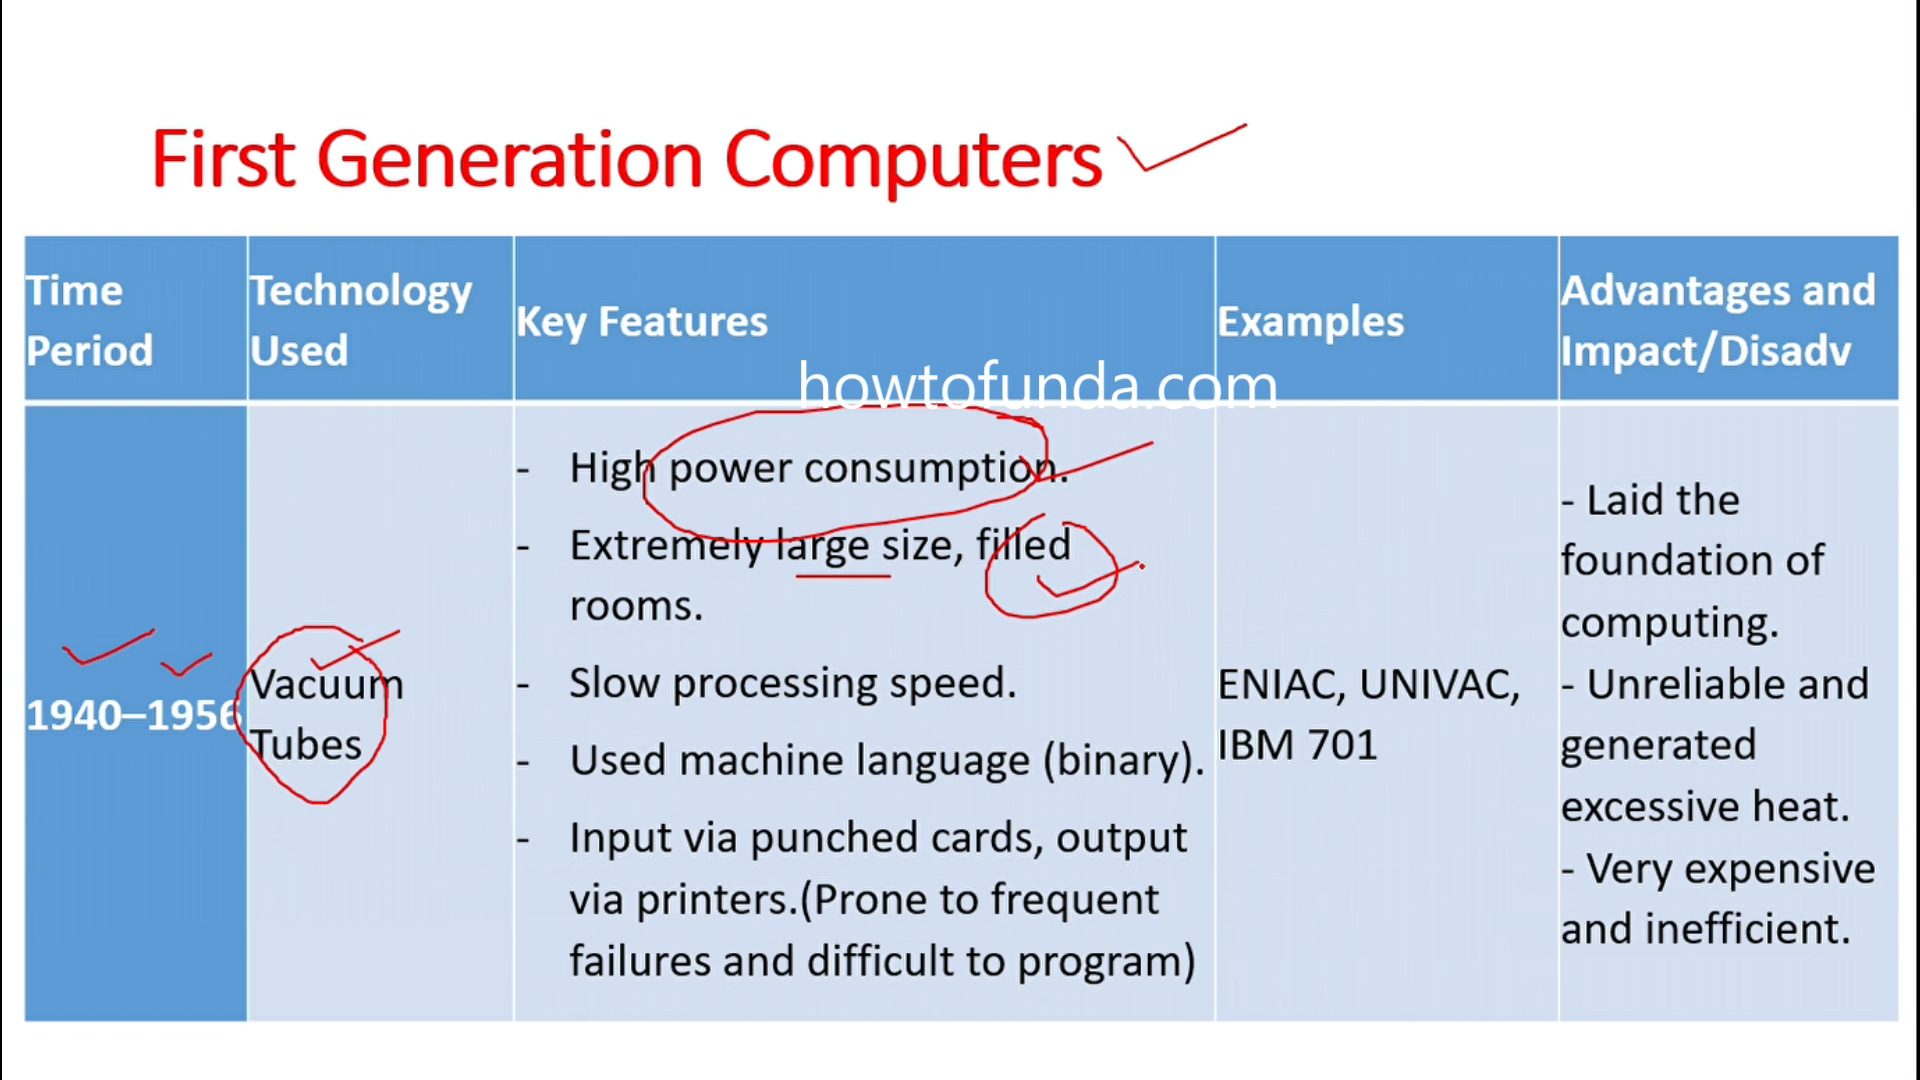 First Generation Computers
Time
Period
Technology
Used
Key Features
Examples
Advantages and
Impact/Disadv
howtofunda.com
1940–1956
Vacuum
Tubes
- High power consumption.
- Extremely large size, filled
rooms.
- Slow processing speed.
- Used machine language (binary).
- Input via punched cards, output
via printers.(Prone to frequent
failures and difficult to program)
ENIAC, UNIVAC,
IBM 701
- Laid the
foundation of
computing.
- Unreliable and
generated
excessive heat.
- Very expensive
and inefficient.